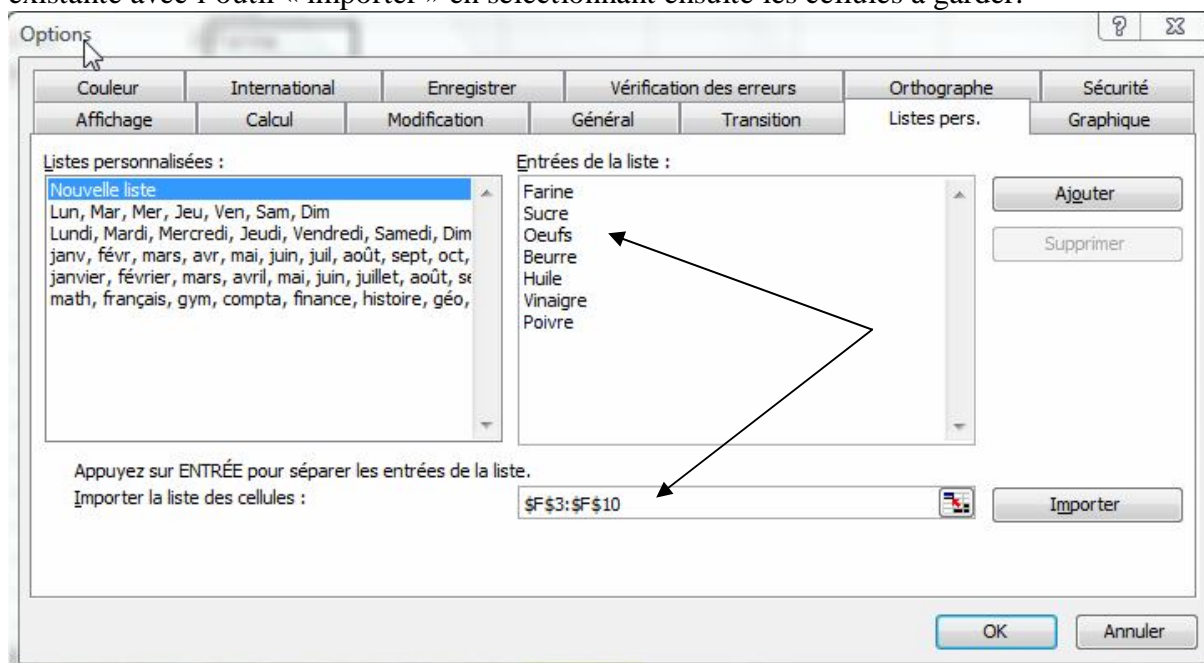 existante avec l'outil « importer » en sélectionnant ensuite les cellules à garder.
Options
Couleur International Enregistrer Vérification des erreurs Orthographe Sécurité
Affichage Calcul Modification Général Transition Listes pers. Graphique
Listes personnalisées : Entrées de la liste :
Nouvelle liste
Lun, Mar, Mer, Jeu, Ven, Sam, Dim
Lundi, Mardi, Mercredi, Jeudi, Vendredi, Samedi, Dim
janv, févr, mars, avr, mai, juin, juil, août, sept, oct,
janvier, février, mars, avril, mai, juin, juillet, août, se
math, français, gym, compta, finance, histoire, géo,
Farine
Sucre
Oeufs
Beurre
Huile
Vinaigre
Poivre
Ajouter
Supprimer
Appuyez sur ENTRÉE pour séparer les entrées de la liste.
Importer la liste des cellules : $F$3:$F$10 Importer
OK Annuler